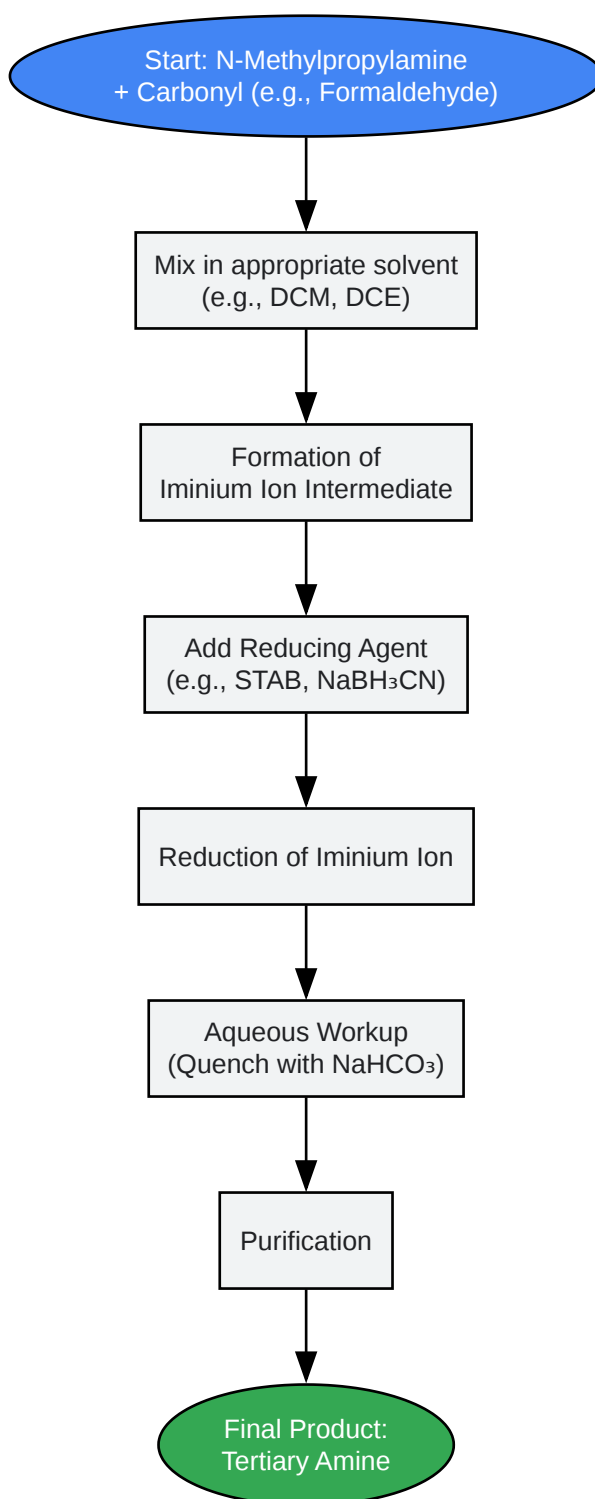 Start: N-Methylpropylamine
+ Carbonyl (e.g., Formaldehyde)
Mix in appropriate solvent
(e.g., DCM, DCE)
Formation of
Iminium Ion Intermediate
Add Reducing Agent
(e.g., STAB, NaBH₃CN)
Reduction of Iminium Ion
Aqueous Workup
(Quench with NaHCO₃)
Purification
Final Product:
Tertiary Amine